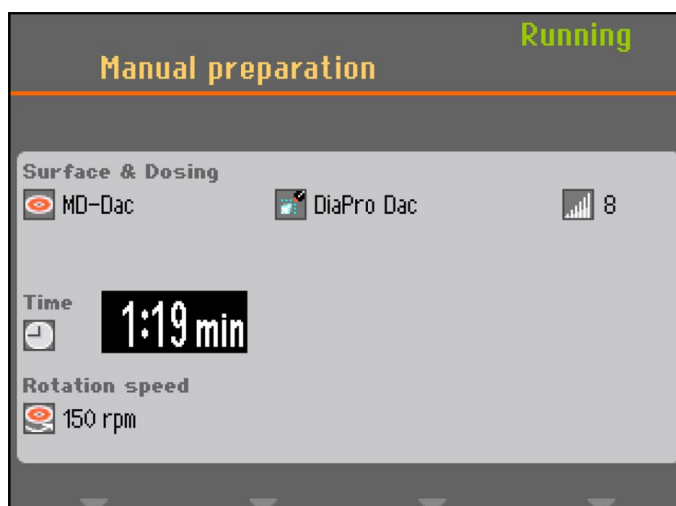 Running
Manual preparation
Surface & Dosing
MD-Dac DiaPro Dac 8
Time
1:19 min
Rotation speed
150 rpm